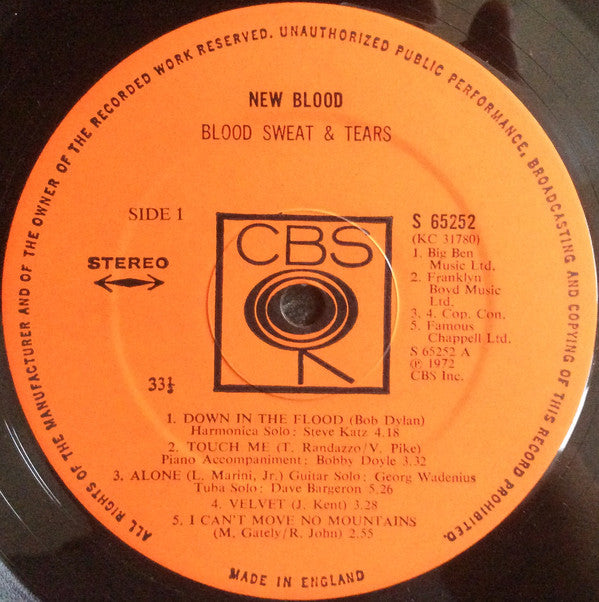 ALL RIGHTS OF THE MANUFACTURER AND OF THE OWNER OF THE RECORDED WORK RESERVED. UNAUTHORIZED PUBLIC PERFORMANCE, BROADCASTING AND COPYING OF THIS RECORD PROHIBITED.
NEW BLOOD
BLOOD SWEAT & TEARS
SIDE 1
STEREO
33⅓
CBS
S 65252
(KC 31780)
1. Big Ben
Music Ltd.
2. Franklyn
Boyd Music
Ltd.
3. 4. Cop. Con.
5. Famous
Chappell Ltd.
S 65252 A
℗ 1972
CBS Inc.
1. DOWN IN THE FLOOD (Bob Dylan)
Harmonica Solo: Steve Katz 4.18
2. TOUCH ME (T. Randazzo/V. Pike)
Piano Accompaniment: Bobby Doyle 3.32
3. ALONE (L. Marini, Jr.) Guitar Solo: Georg Wadenius
Tuba Solo: Dave Bargeron 5.26
4. VELVET (J. Kent) 3.28
5. I CAN'T MOVE NO MOUNTAINS
(M. Gately/R. John) 2.55
MADE IN ENGLAND